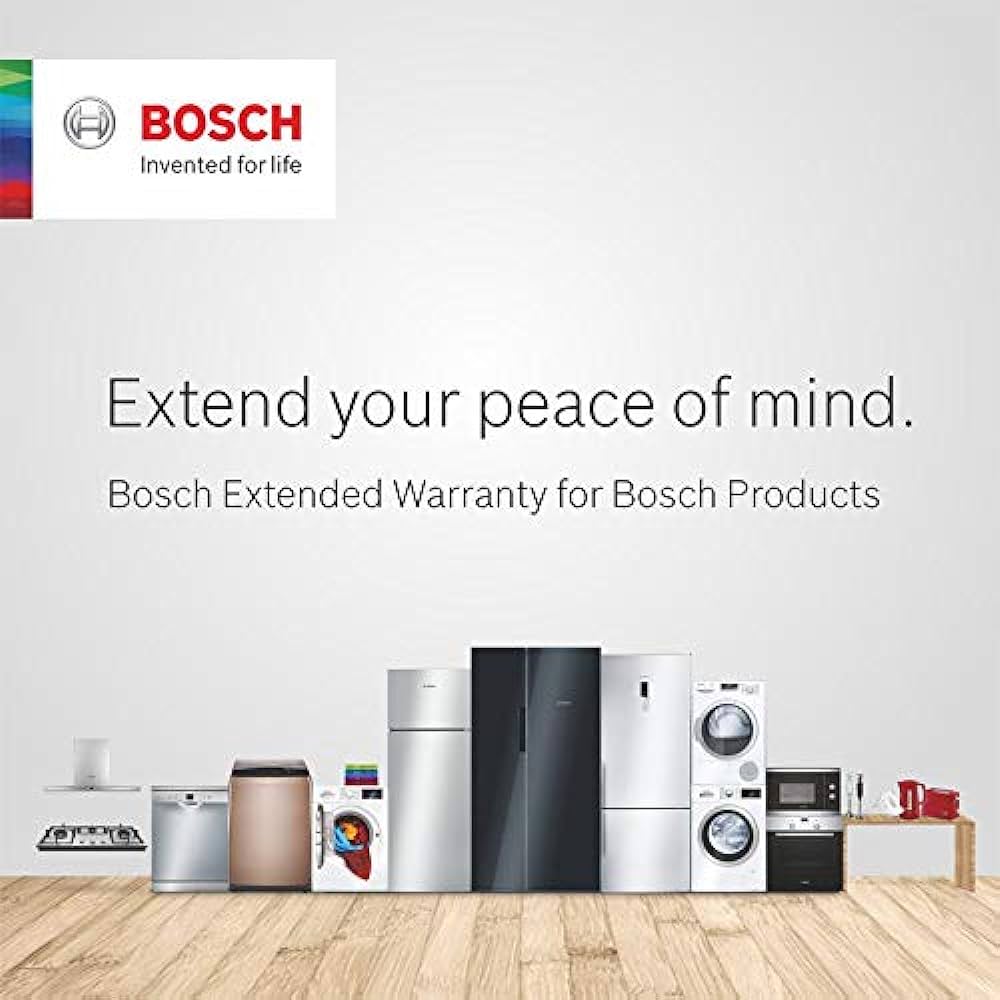 BOSCH
Invented for life
Extend your peace of mind.
Bosch Extended Warranty for Bosch Products